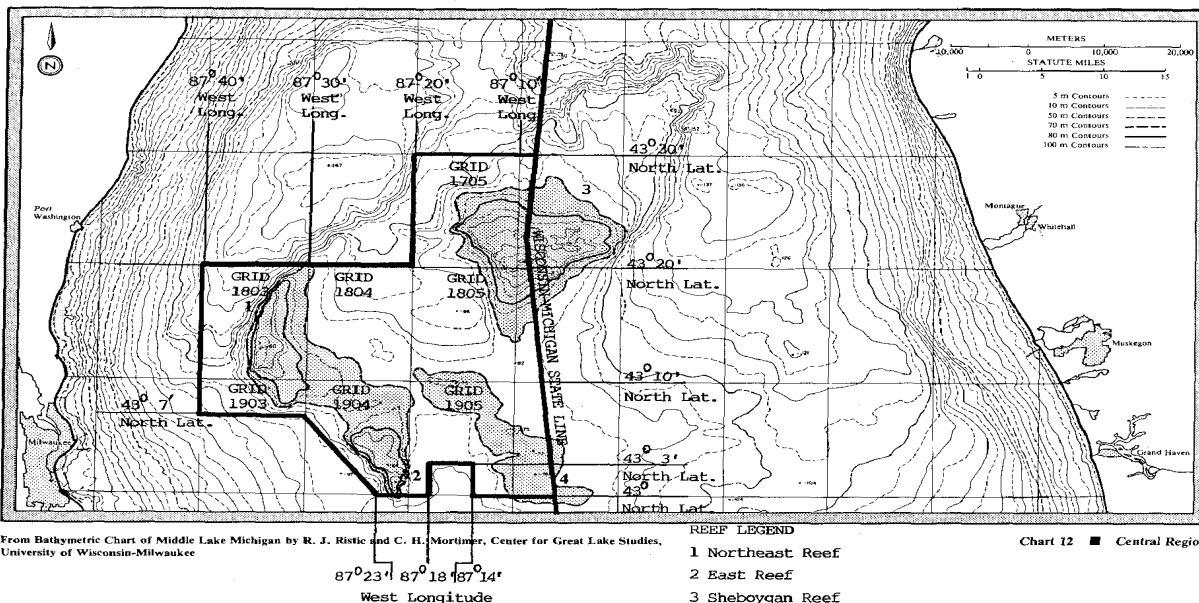 N
METERS
10,000 0 10,000 20,000
STATUTE MILES
1 0 5 10 15
5 m Contours
10 m Contours
50 m Contours
70 m Contours
80 m Contours
100 m Contours
87° 40' West Long.
87° 30' West Long.
87° 20' West Long.
87° 10' West Long.
43° 30'
North Lat.
GRID
1705
3
Port
Washington
Montague
Whitehall
WISCONSIN-MICHIGAN STATE LINE
43° 20'
North Lat.
GRID
1803
1
GRID
1804
GRID
1805
Muskegon
43° 10'
North Lat.
GRID
1903
GRID
1904
GRID
1905
43° 7'
North Lat.
Milwaukee
Grand Haven
43° 3'
North Lat.
2
4
43°
North Lat.
From Bathymetric Chart of Middle Lake Michigan by R. J. Ristic and C. H. Mortimer, Center for Great Lake Studies,
University of Wisconsin-Milwaukee
87° 23' 87° 18' 87° 14'
West Longitude
REEF LEGEND
1 Northeast Reef
2 East Reef
3 Sheboygan Reef
Chart 12 ■ Central Regio